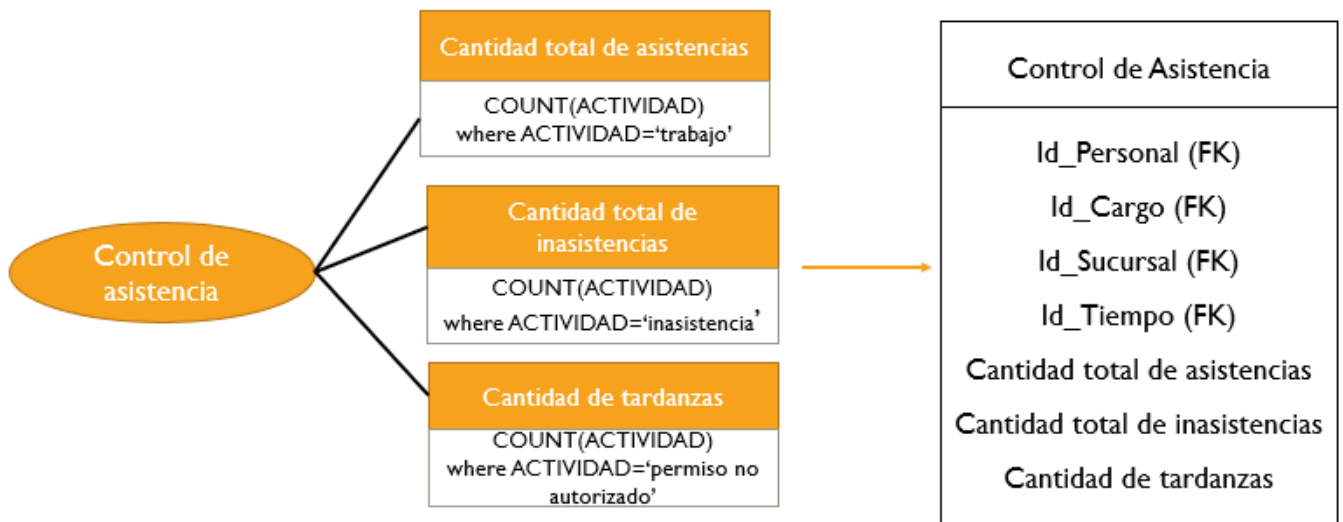 Control de
asistencia
Cantidad total de asistencias
COUNT(ACTIVIDAD)
where ACTIVIDAD=‘trabajo’
Cantidad total de
inasistencias
COUNT(ACTIVIDAD)
where ACTIVIDAD=‘inasistencia’
Cantidad de tardanzas
COUNT(ACTIVIDAD)
where ACTIVIDAD=‘permiso no
autorizado’
Control de Asistencia
Id_Personal (FK)
Id_Cargo (FK)
Id_Sucursal (FK)
Id_Tiempo (FK)
Cantidad total de asistencias
Cantidad total de inasistencias
Cantidad de tardanzas